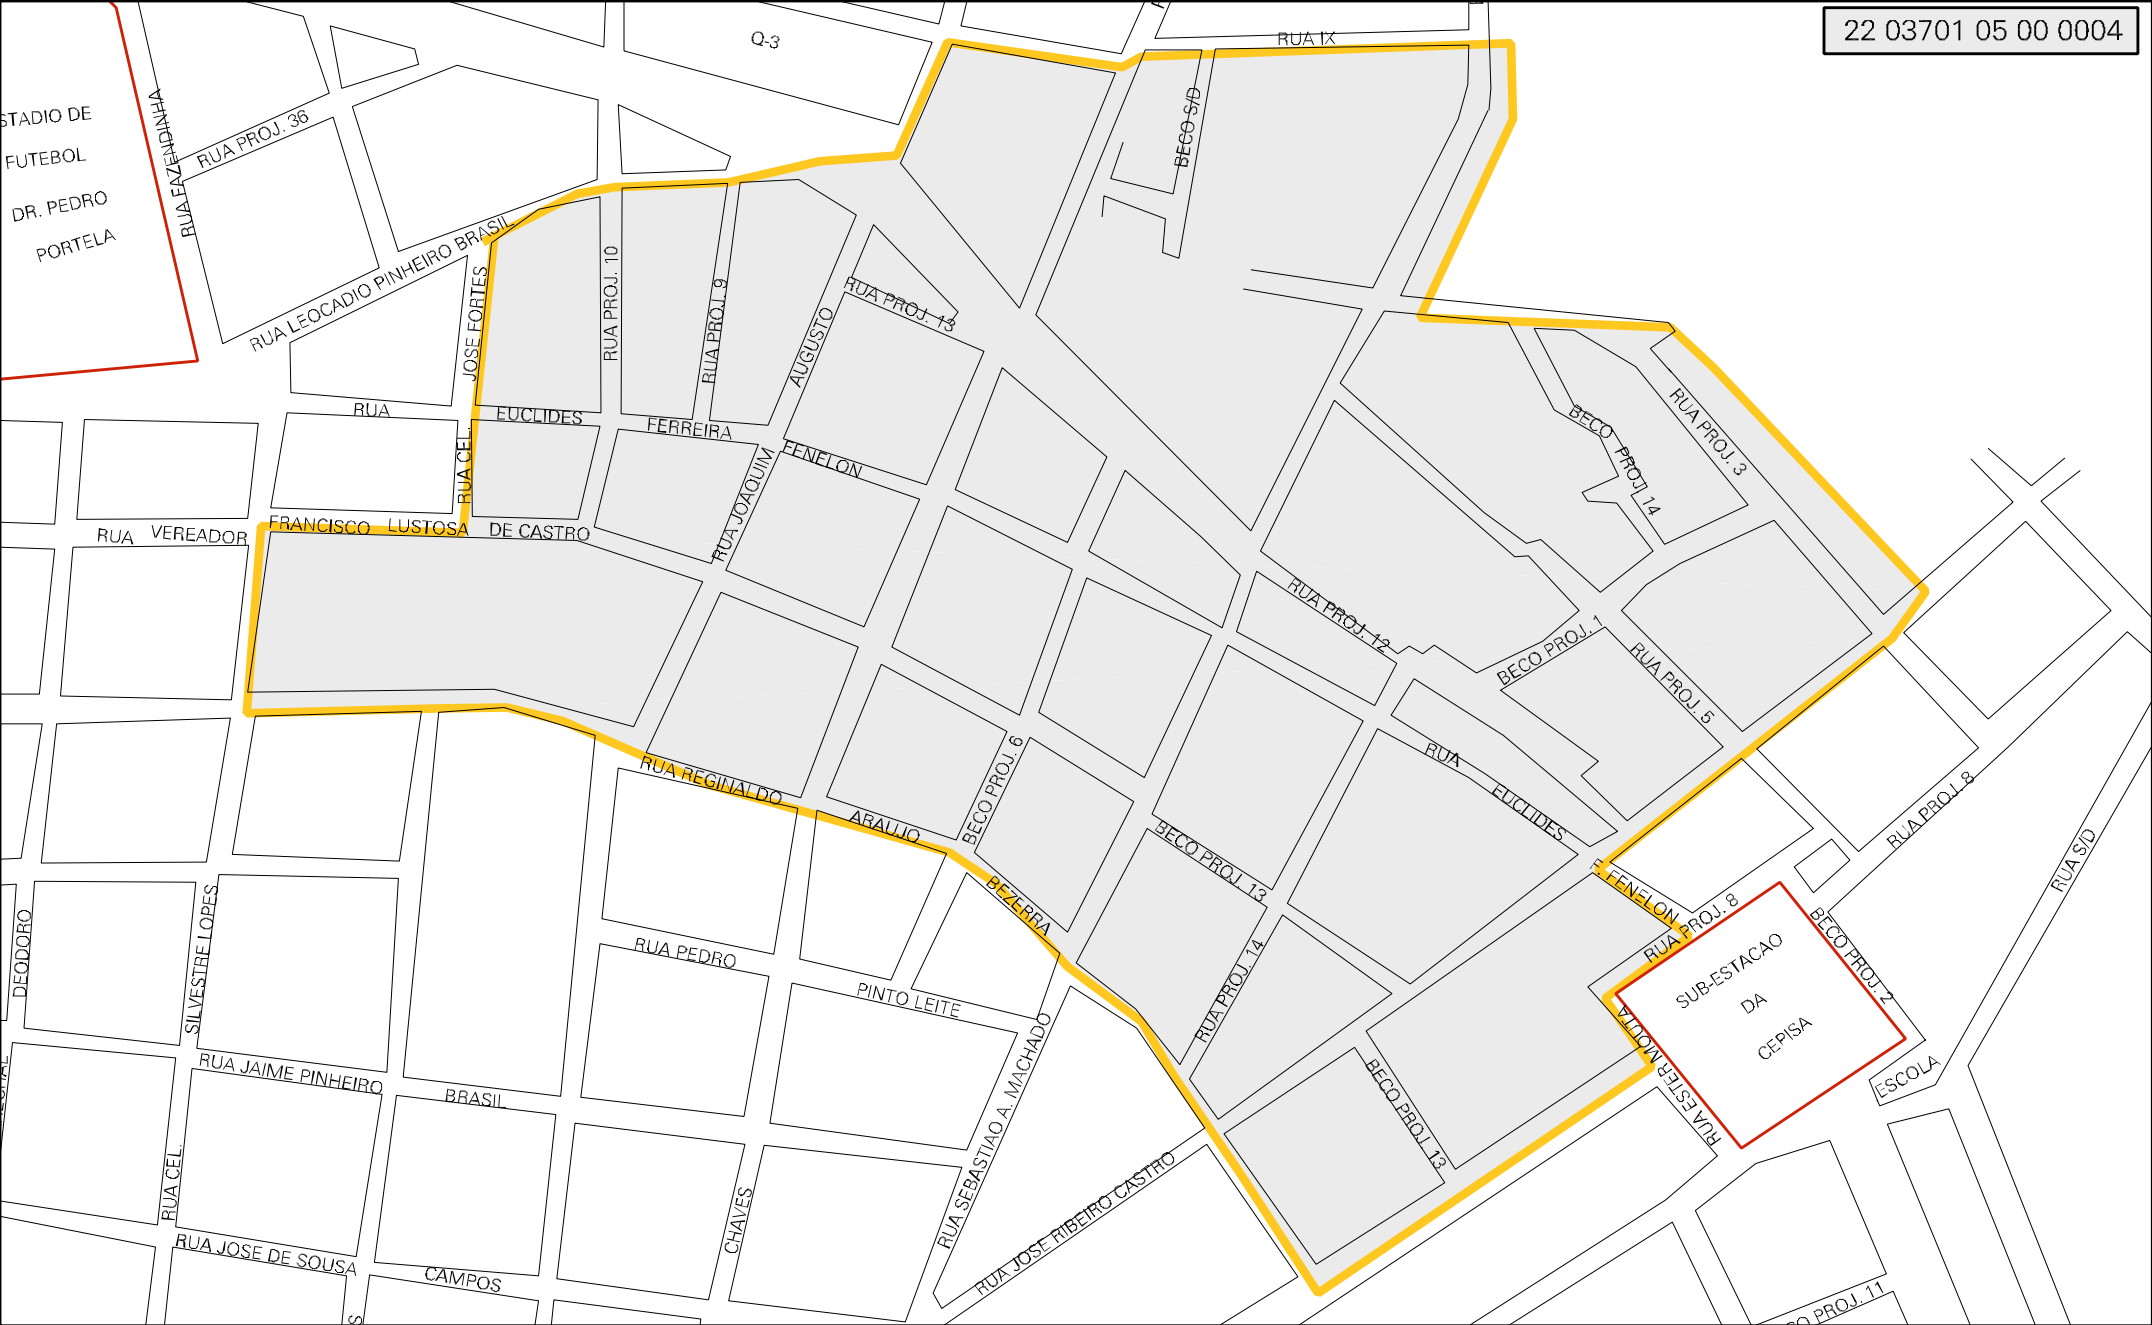 22 03701 05 00 0004
Q-3
RUA IX
STADIO DE
FUTEBOL
DR. PEDRO
PORTELA
RUA FAZENDINHA
RUA PROJ. 36
BECO S/D
RUA LEOCADIO PINHEIRO BRASIL
JOSE FORTES
RUA CEL.
RUA PROJ. 10
RUA PROJ. 9
AUGUSTO
RUA JOAQUIM
RUA PROJ. 13
RUA
EUCLIDES
FERREIRA
FENELON
RUA VEREADOR
FRANCISCO LUSTOSA DE CASTRO
BECO
PROJ. 14
RUA PROJ. 3
RUA PROJ. 12
BECO PROJ. 1
RUA PROJ. 5
RUA
EUCLIDES
F. FENELON
RUA REGINALDO
ARAUJO
BEZERRA
BECO PROJ. 6
BECO PROJ. 13
RUA PROJ. 14
BECO PROJ. 13
RUA PROJ. 8
RUA PROJ. 8
RUA S/D
SUB-ESTACAO
DA
CEPISA
BECO PROJ. 2
RUA ESTER MOUTA
ESCOLA
DEODORO
SILVESTRE LOPES
RUA CEL.
RUA PEDRO
PINTO LEITE
RUA JAIME PINHEIRO
BRASIL
RUA JOSE DE SOUSA
CAMPOS
CHAVES
RUA SEBASTIAO A. MACHADO
RUA JOSE RIBEIRO CASTRO
PROJ. 11
S